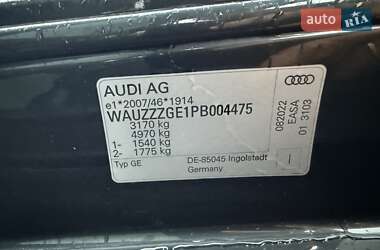 auto RIA
AUDI AG
e1*2007/46*1914
WAUZZZGE1PB004475
3170 kg
4970 kg
1- 1540 kg
2- 1775 kg
Typ GE
DE-85045 Ingolstadt
Germany
082022
EASA
01 3103